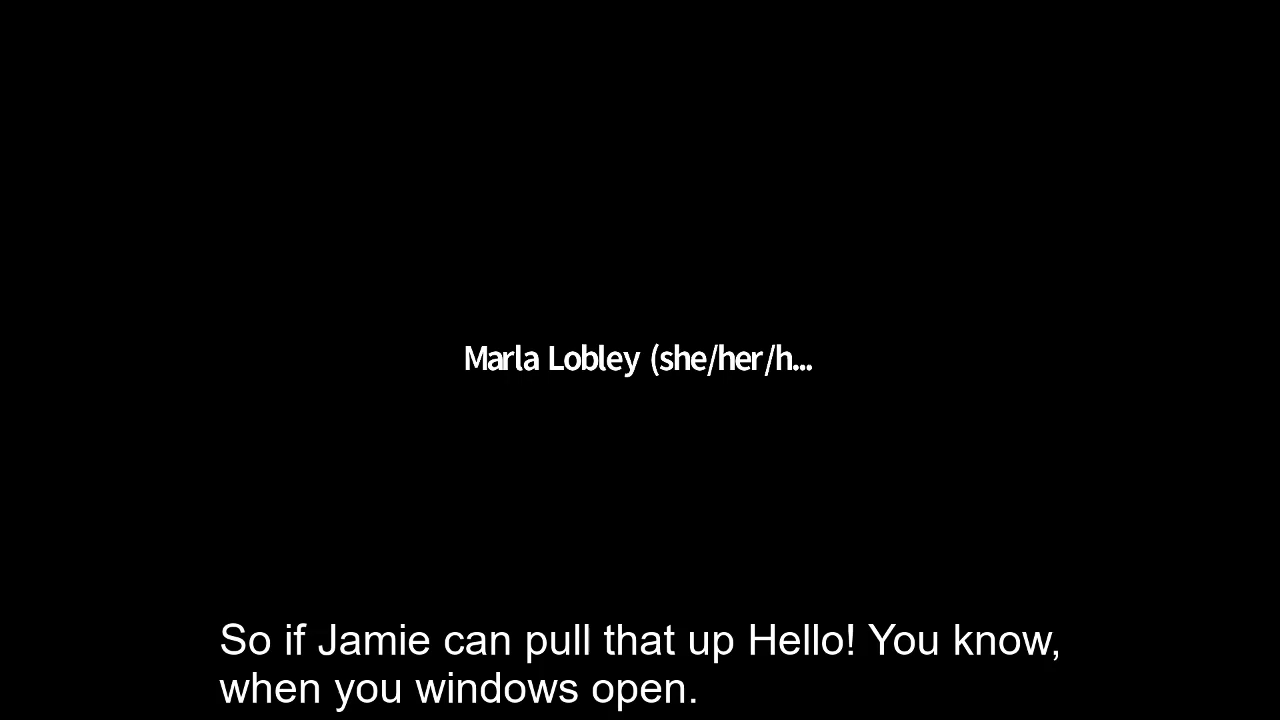 Marla Lobley (she/her/h...
So if Jamie can pull that up Hello! You know,
when you windows open.